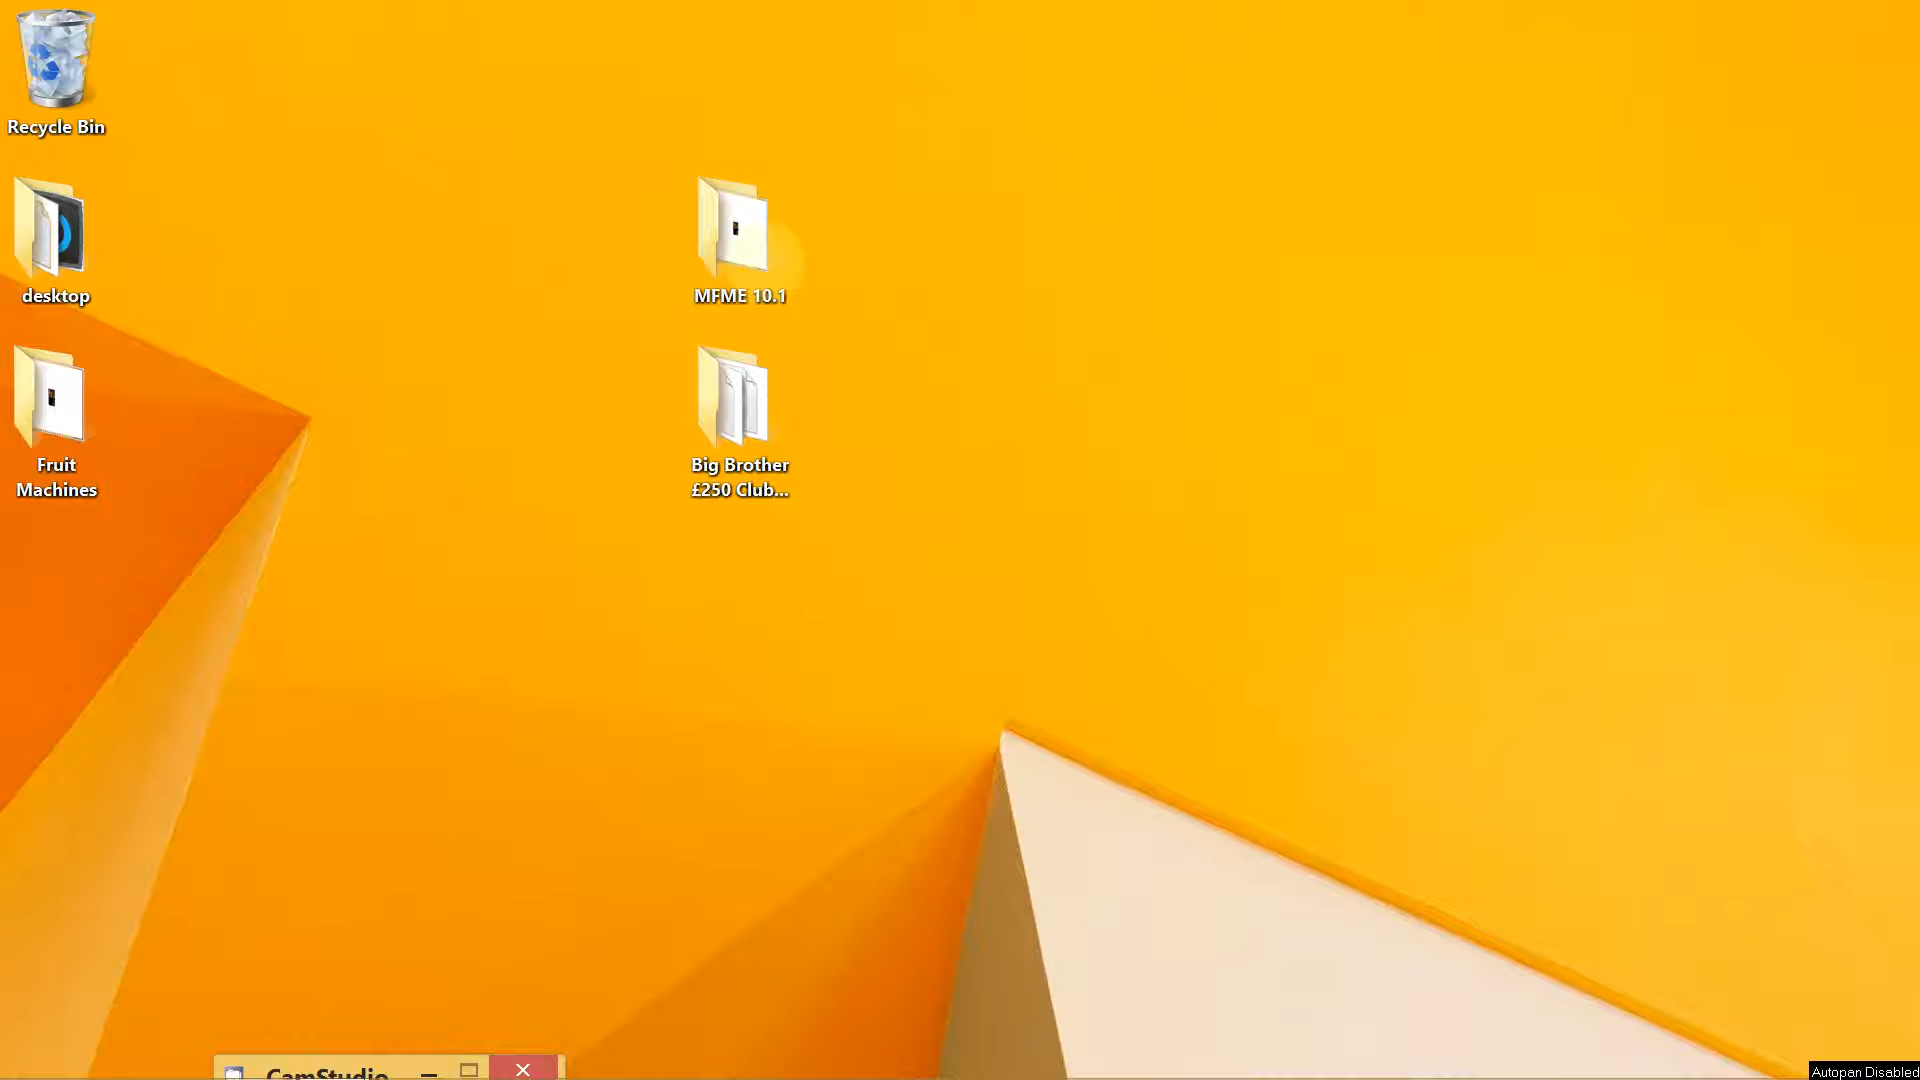 Recycle Bin
desktop
Fruit
Machines
MFME 10.1
Big Brother
£250 Club...
CamStudio
Autopan Disabled